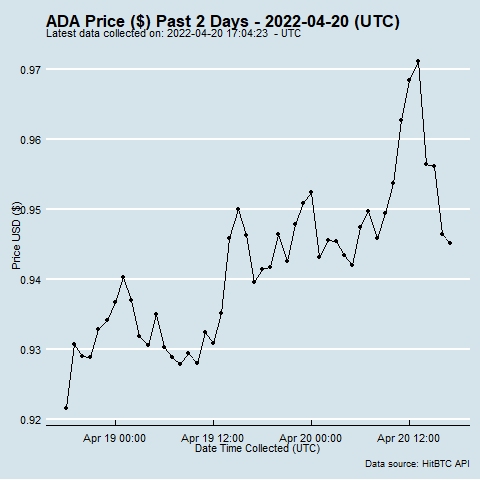 ADA Price ($) Past 2 Days - 2022-04-20 (UTC)
Latest data collected on: 2022-04-20 17:04:23 - UTC
0.97
0.96
0.95
0.94
0.93
0.92
Price USD ($)
Apr 19 00:00
Apr 19 12:00
Apr 20 00:00
Apr 20 12:00
Date Time Collected (UTC)
Data source: HitBTC API